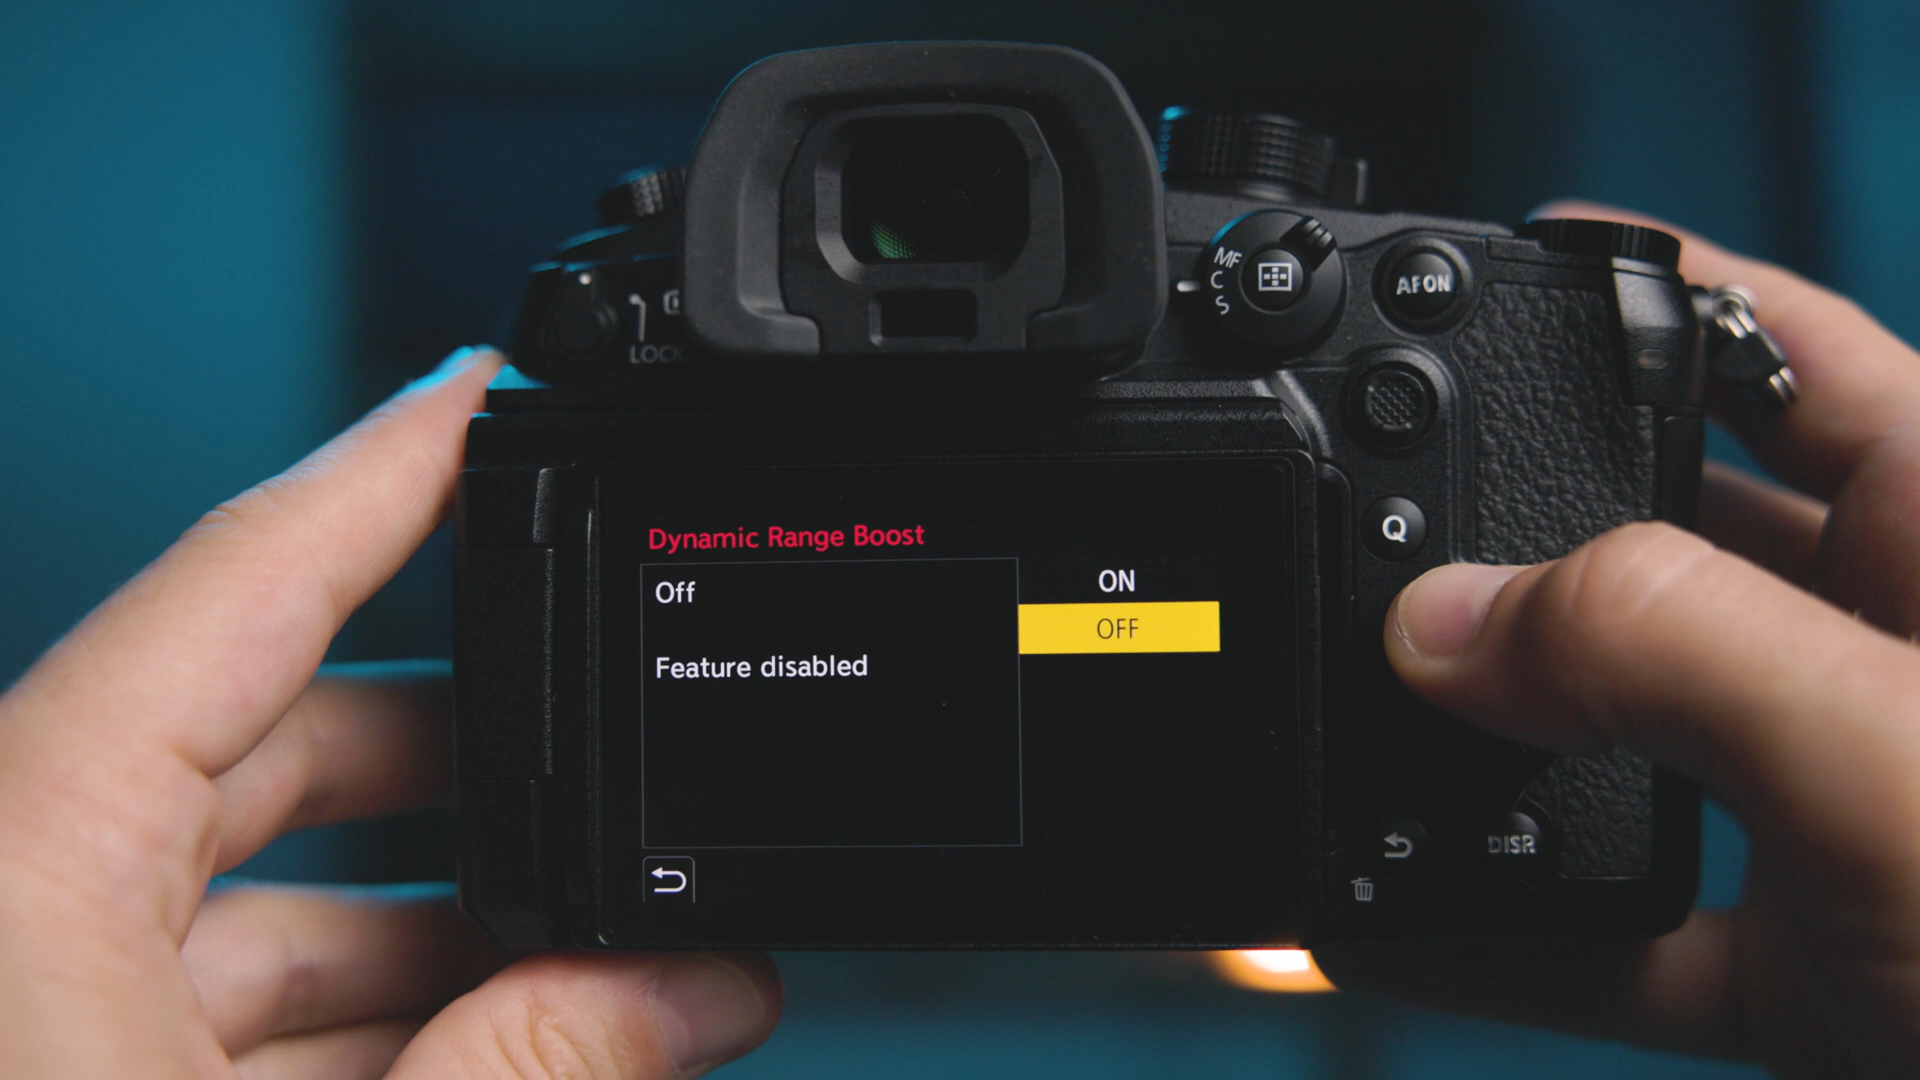 MF
C
S
AF ON
LOCK
Q
Dynamic Range Boost
Off
ON
OFF
Feature disabled
DISP.